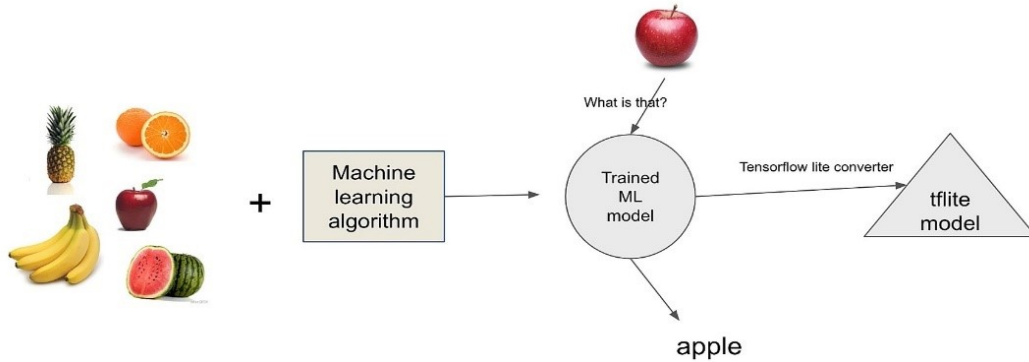 What is that?
+
Machine
learning
algorithm
Trained
ML
model
Tensorflow lite converter
tflite
model
apple